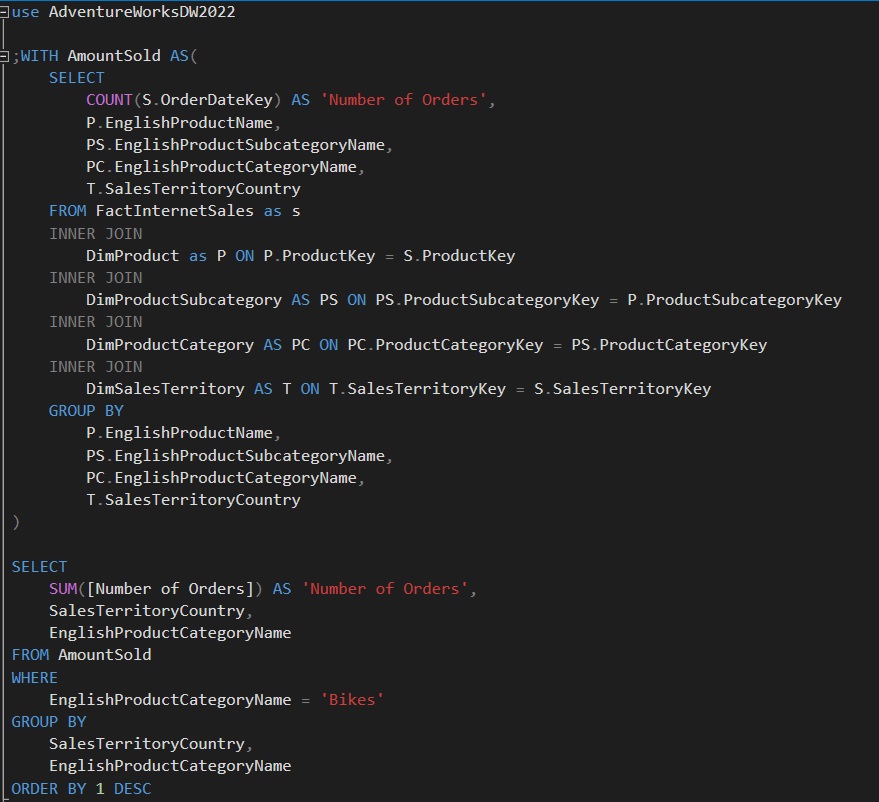 use AdventureWorksDW2022
;WITH AmountSold AS(
SELECT
COUNT(S.OrderDateKey) AS 'Number of Orders',
P.EnglishProductName,
PS.EnglishProductSubcategoryName,
PC.EnglishProductCategoryName,
T.SalesTerritoryCountry
FROM FactInternetSales as s
INNER JOIN
DimProduct as P ON P.ProductKey = S.ProductKey
INNER JOIN
DimProductSubcategory AS PS ON PS.ProductSubcategoryKey = P.ProductSubcategoryKey
INNER JOIN
DimProductCategory AS PC ON PC.ProductCategoryKey = PS.ProductCategoryKey
INNER JOIN
DimSalesTerritory AS T ON T.SalesTerritoryKey = S.SalesTerritoryKey
GROUP BY
P.EnglishProductName,
PS.EnglishProductSubcategoryName,
PC.EnglishProductCategoryName,
T.SalesTerritoryCountry
)
SELECT
SUM([Number of Orders]) AS 'Number of Orders',
SalesTerritoryCountry,
EnglishProductCategoryName
FROM AmountSold
WHERE
EnglishProductCategoryName = 'Bikes'
GROUP BY
SalesTerritoryCountry,
EnglishProductCategoryName
ORDER BY 1 DESC